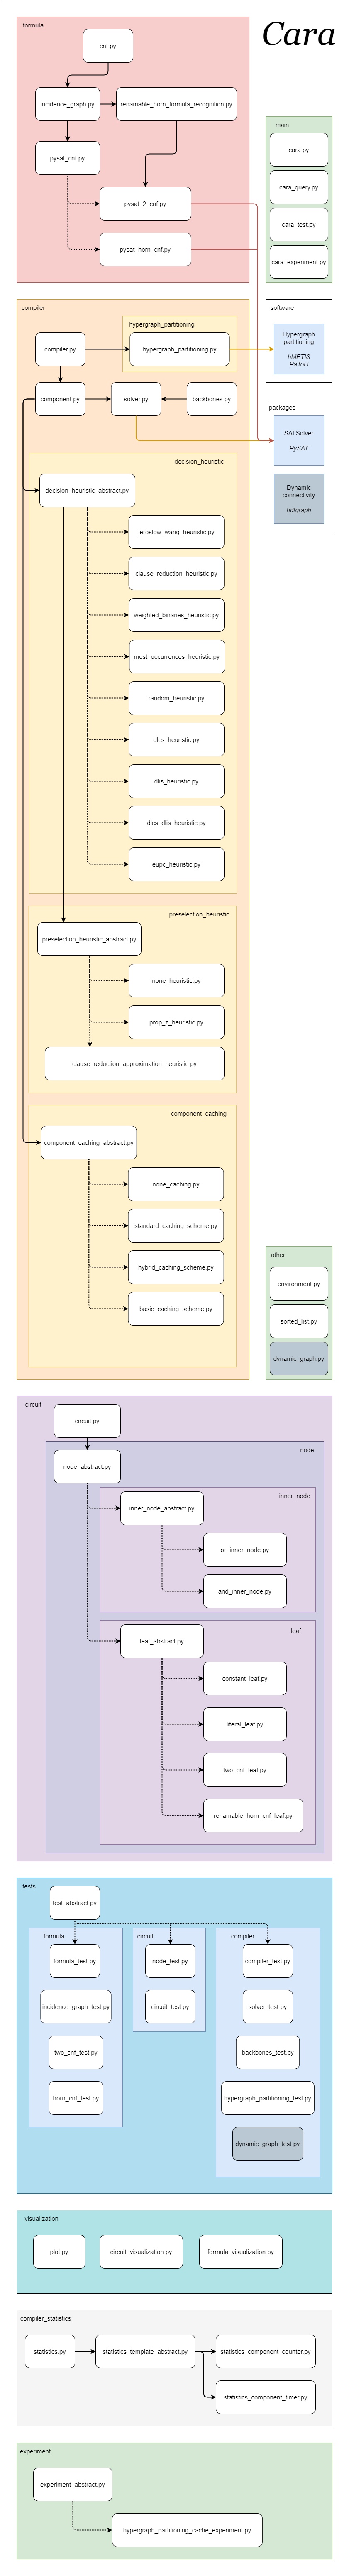 Cara
formula
cnf.py
incidence_graph.py
renamable_horn_formula_recognition.py
pysat_cnf.py
pysat_2_cnf.py
pysat_horn_cnf.py
main
cara.py
cara_query.py
cara_test.py
cara_experiment.py
compiler
hypergraph_partitioning
compiler.py
hypergraph_partitioning.py
component.py
solver.py
backbones.py
software
Hypergraph
partitioning
hMETIS
PaToH
packages
SATSolver
PySAT
Dynamic
connectivity
hdtgraph
decision_heuristic
decision_heuristic_abstract.py
jeroslow_wang_heuristic.py
clause_reduction_heuristic.py
weighted_binaries_heuristic.py
most_occurrences_heuristic.py
random_heuristic.py
dlcs_heuristic.py
dlis_heuristic.py
dlcs_dlis_heuristic.py
eupc_heuristic.py
preselection_heuristic
preselection_heuristic_abstract.py
none_heuristic.py
prop_z_heuristic.py
clause_reduction_approximation_heuristic.py
component_caching
component_caching_abstract.py
none_caching.py
standard_caching_scheme.py
hybrid_caching_scheme.py
basic_caching_scheme.py
other
environment.py
sorted_list.py
dynamic_graph.py
circuit
circuit.py
node
node_abstract.py
inner_node
inner_node_abstract.py
or_inner_node.py
and_inner_node.py
leaf
leaf_abstract.py
constant_leaf.py
literal_leaf.py
two_cnf_leaf.py
renamable_horn_cnf_leaf.py
tests
test_abstract.py
formula
formula_test.py
incidence_graph_test.py
two_cnf_test.py
horn_cnf_test.py
circuit
node_test.py
circuit_test.py
compiler
compiler_test.py
solver_test.py
backbones_test.py
hypergraph_partitioning_test.py
dynamic_graph_test.py
visualization
plot.py
circuit_visualization.py
formula_visualization.py
compiler_statistics
statistics.py
statistics_template_abstract.py
statistics_component_counter.py
statistics_component_timer.py
experiment
experiment_abstract.py
hypergraph_partitioning_cache_experiment.py